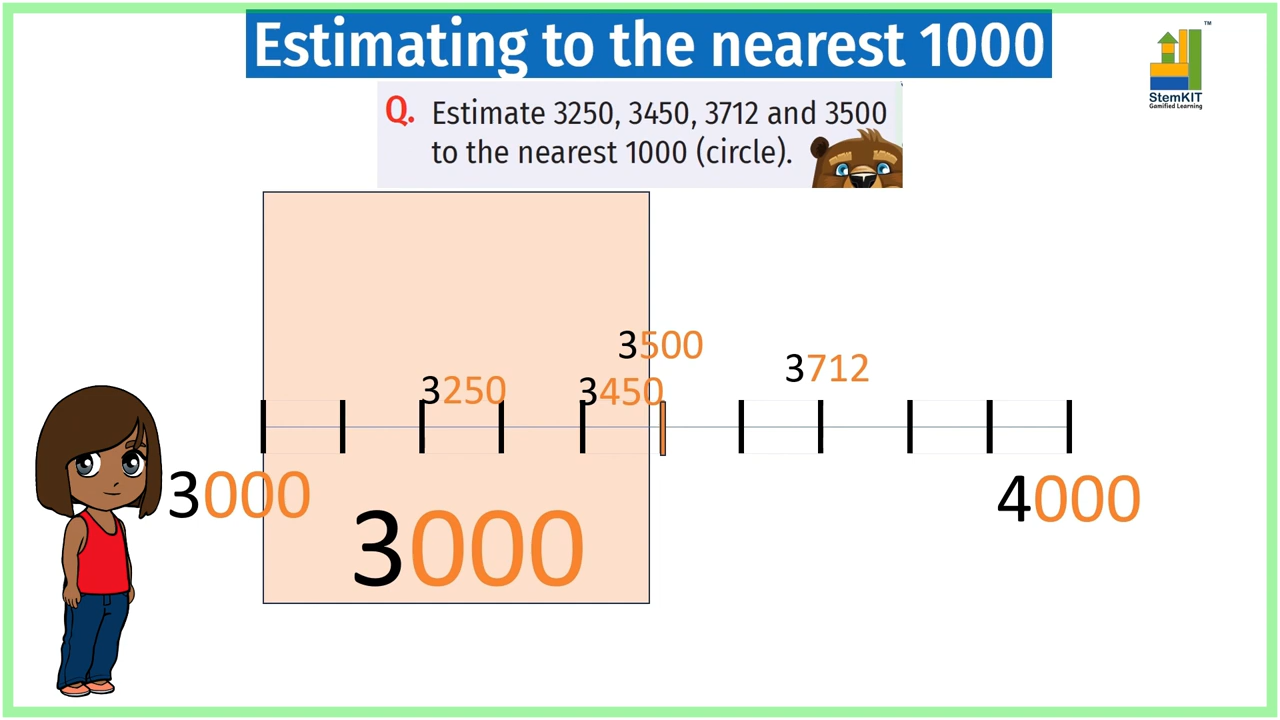 Estimating to the nearest 1000
TM
StemKIT
Gamified Learning
Q. Estimate 3250, 3450, 3712 and 3500
to the nearest 1000 (circle).
3500
3712
3250
3450
3000
4000
3000